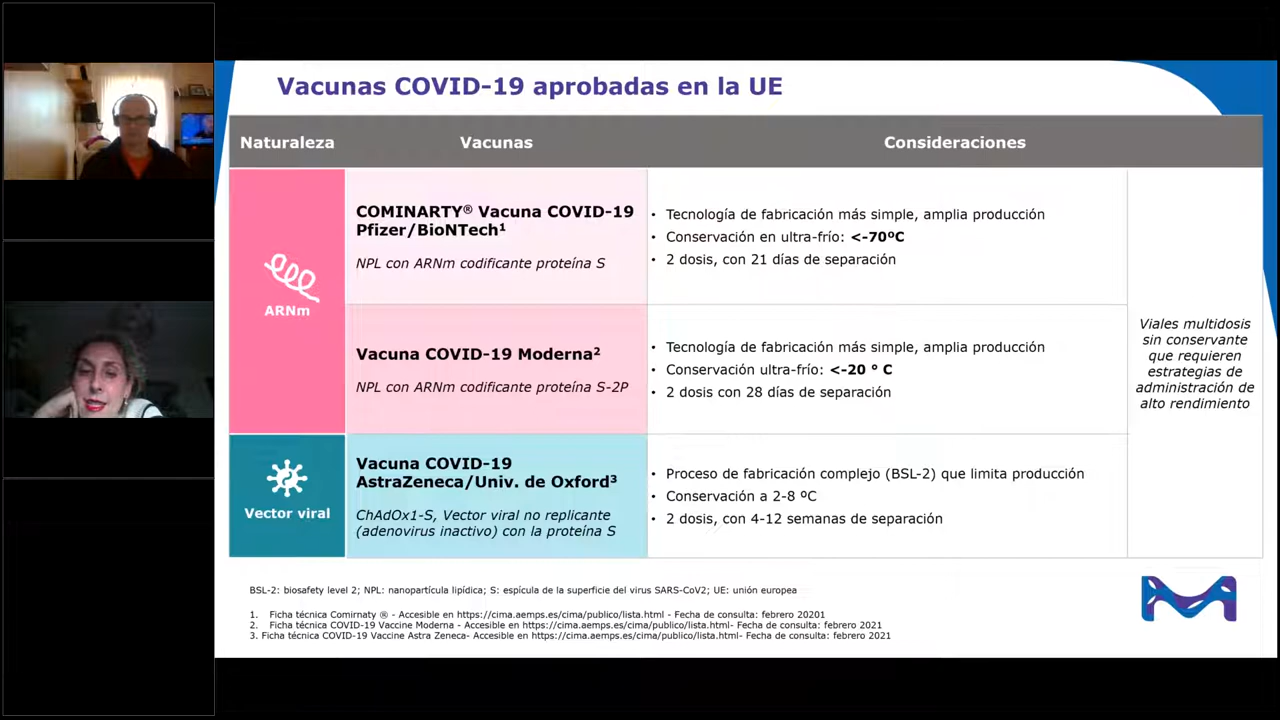 Vacunas COVID-19 aprobadas en la UE
Naturaleza
Vacunas
Consideraciones
ARNm
COMINARTY® Vacuna COVID-19
Pfizer/BioNTech¹
NPL con ARNm codificante proteína S
• Tecnología de fabricación más simple, amplia producción
• Conservación en ultra-frío: <-70ºC
• 2 dosis, con 21 días de separación
Vacuna COVID-19 Moderna²
NPL con ARNm codificante proteína S-2P
• Tecnología de fabricación más simple, amplia producción
• Conservación ultra-frío: <-20 ° C
• 2 dosis con 28 días de separación
Vector viral
Vacuna COVID-19
AstraZeneca/Univ. de Oxford³
ChAdOx1-S, Vector viral no replicante
(adenovirus inactivo) con la proteína S
• Proceso de fabricación complejo (BSL-2) que limita producción
• Conservación a 2-8 ºC
• 2 dosis, con 4-12 semanas de separación
Viales multidosis
sin conservante
que requieren
estrategias de
administración de
alto rendimiento
BSL-2: biosafety level 2; NPL: nanopartícula lipídica; S: espícula de la superficie del virus SARS-CoV2; UE: unión europea
1. Ficha técnica Comirnaty ® - Accesible en https://cima.aemps.es/cima/publico/lista.html - Fecha de consulta: febrero 20201
2. Ficha técnica COVID-19 Vaccine Moderna - Accesible en https://cima.aemps.es/cima/publico/lista.html- Fecha de consulta: febrero 2021
3. Ficha técnica COVID-19 Vaccine Astra Zeneca- Accesible en https://cima.aemps.es/cima/publico/lista.html- Fecha de consulta: febrero 2021